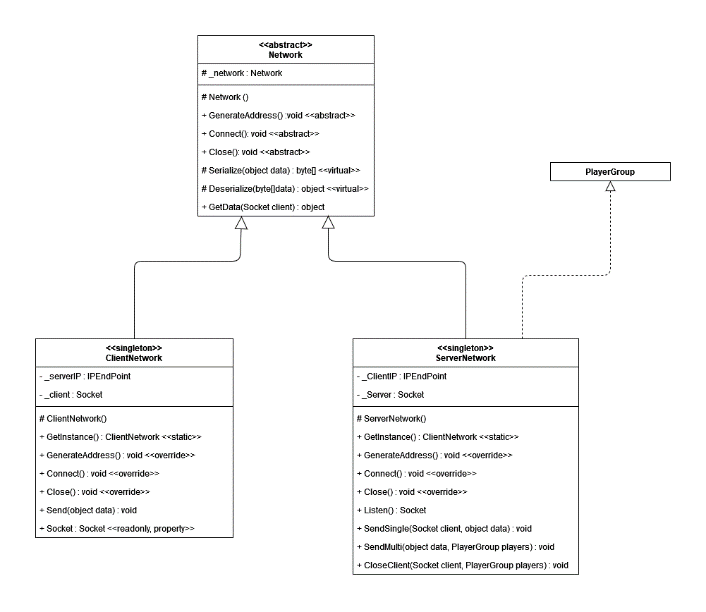 <<abstract>>
Network
# _network : Network
# Network ()
+ GenerateAddress() :void <<abstract>>
+ Connect(): void <<abstract>>
+ Close(): void <<abstract>>
# Serialize(object data) : byte[] <<virtual>>
# Deserialize(byte[]data) : object <<virtual>>
+ GetData(Socket client) : object
PlayerGroup
<<singleton>>
ClientNetwork
- _serverIP : IPEndPoint
- _client : Socket
# ClientNetwork()
+ GetInstance() : ClientNetwork <<static>>
+ GenerateAddress() : void <<override>>
+ Connect() : void <<override>>
+ Close() : void <<override>>
+ Send(object data) : void
+ Socket : Socket <<readonly, property>>
<<singleton>>
ServerNetwork
- _ClientIP : IPEndPoint
- _Server : Socket
# ServerNetwork()
+ GetInstance() : ClientNetwork <<static>>
+ GenerateAddress() : void <<override>>
+ Connect() : void <<override>>
+ Close() : void <<override>>
+ Listen() : Socket
+ SendSingle(Socket client, object data) : void
+ SendMulti(object data, PlayerGroup players) : void
+ CloseClient(Socket client, PlayerGroup players) : void